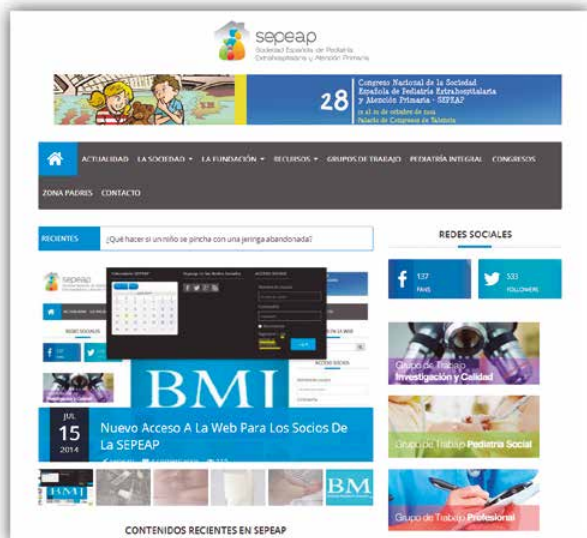 sepeap
Sociedad Española de Pediatría
Extrahospitalaria y Atención Primaria
28
Congreso Nacional de la Sociedad
Española de Pediatría Extrahospitalaria
y Atención Primaria - SEPEAP
Palacio de Congresos de Valencia
ACTUALIDAD LA SOCIEDAD LA FUNDACIÓN RECURSOS GRUPOS DE TRABAJO PEDIATRÍA INTEGRAL CONGRESOS
ZONA PADRES CONTACTO
RECIENTES ¿Qué hacer si un niño se pincha con una jeringa abandonada?
REDES SOCIALES
137
FANS
533
FOLLOWERS
sepeap
BMJ
JUL
15
2014
Nuevo Acceso A La Web Para Los Socios De
La SEPEAP
Grupo de Trabajo
Investigación y Calidad
Grupo de Trabajo Pediatría Social
Grupo de Trabajo Profesional
BMJ
BM
CONTENIDOS RECIENTES EN SEPEAP